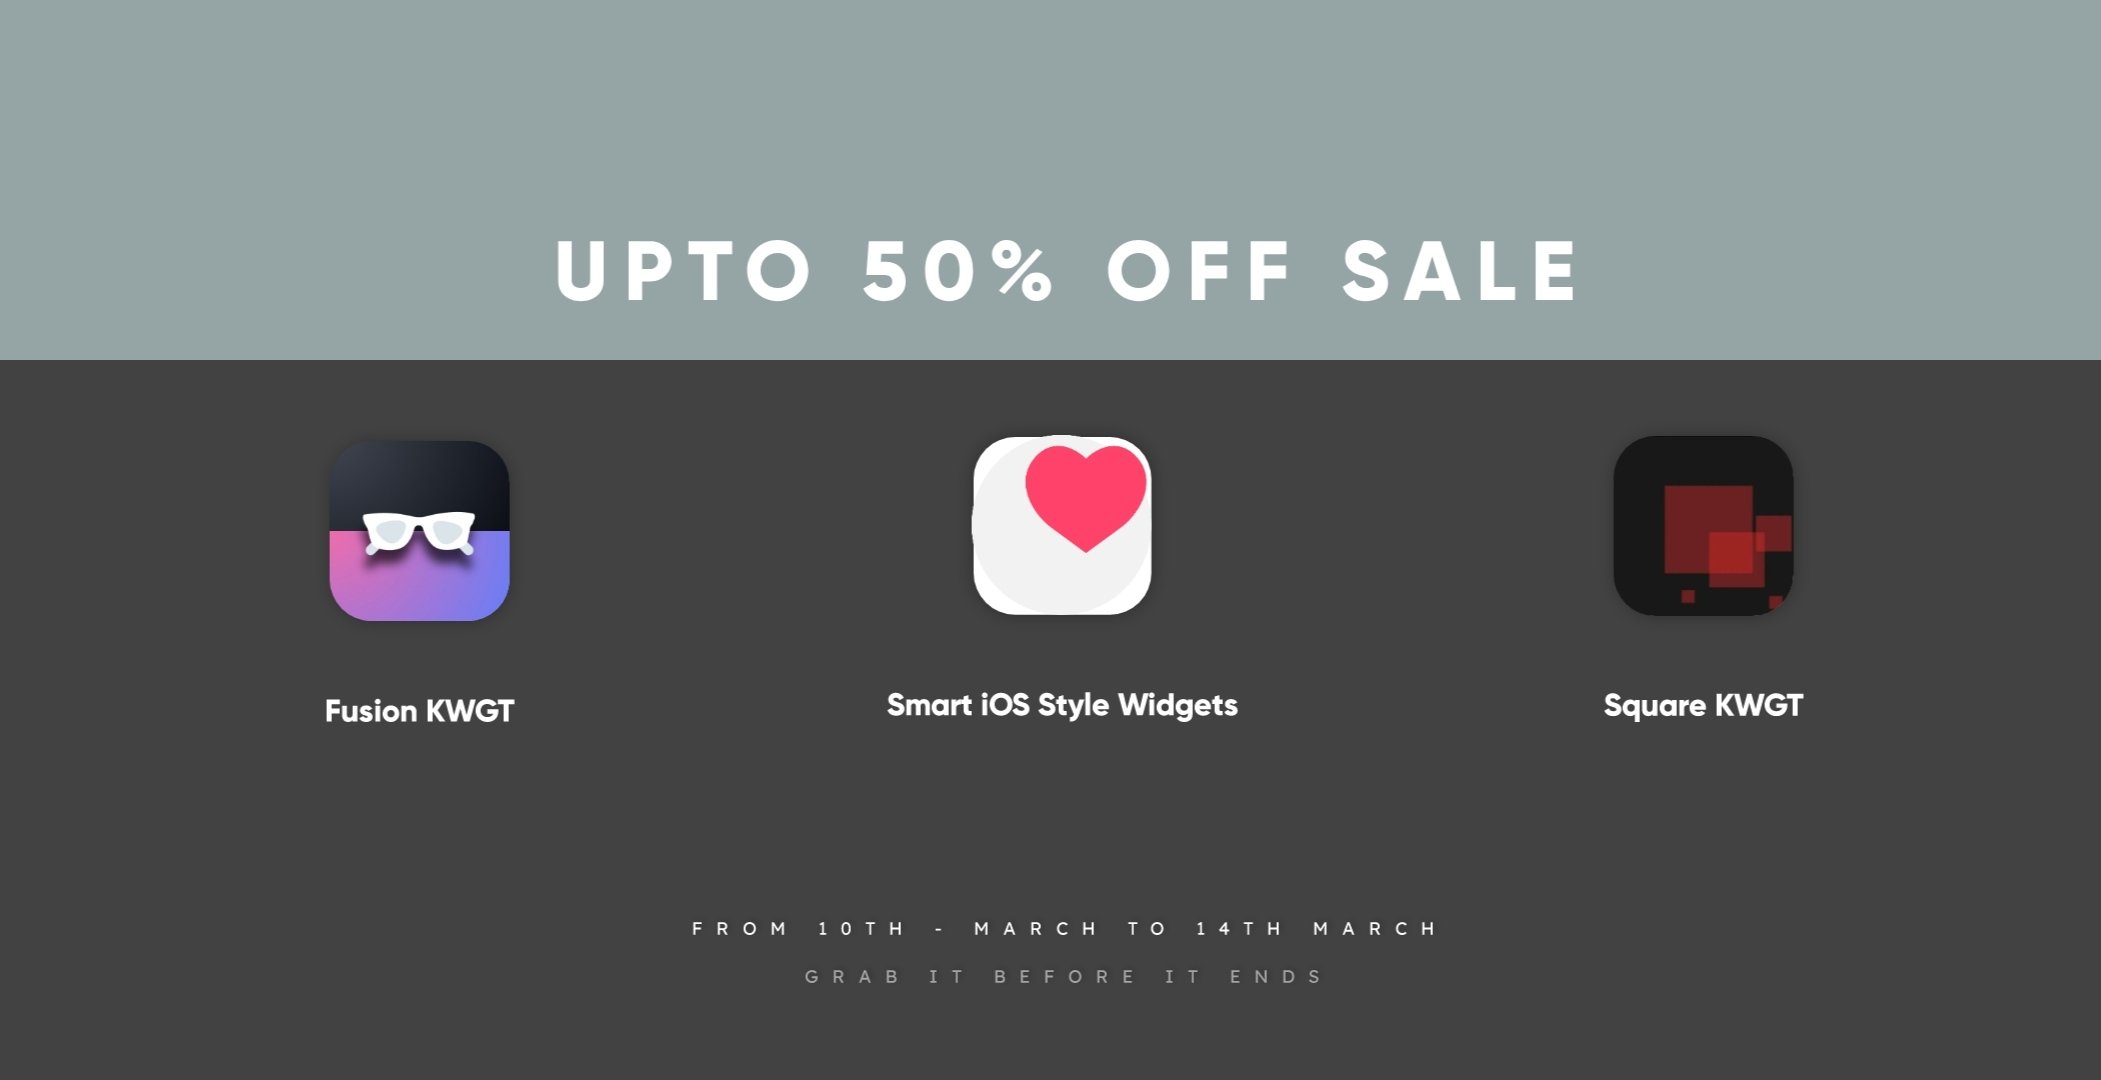 UPTO 50% OFF SALE
Fusion KWGT
Smart iOS Style Widgets
Square KWGT
FROM 10TH - MARCH TO 14TH MARCH
GRAB IT BEFORE IT ENDS